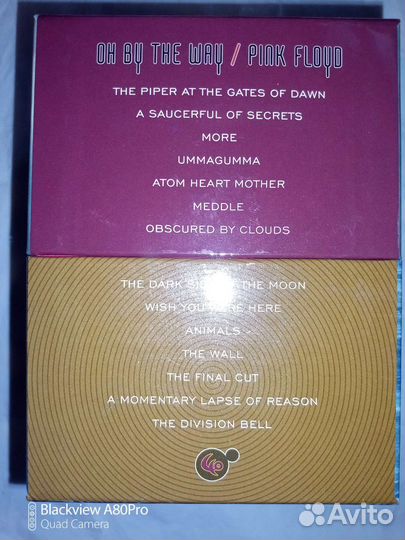 OH BY THE WAY / PINK FLOYD
THE PIPER AT THE GATES OF DAWN
A SAUCERFUL OF SECRETS
MORE
UMMAGUMMA
ATOM HEART MOTHER
MEDDLE
OBSCURED BY CLOUDS
THE DARK SIDE THE MOON
WISH YOU WERE HERE
ANIMALS
THE WALL
THE FINAL CUT
A MOMENTARY LAPSE OF REASON
THE DIVISION BELL
Blackview A80Pro
Quad Camera
Avito